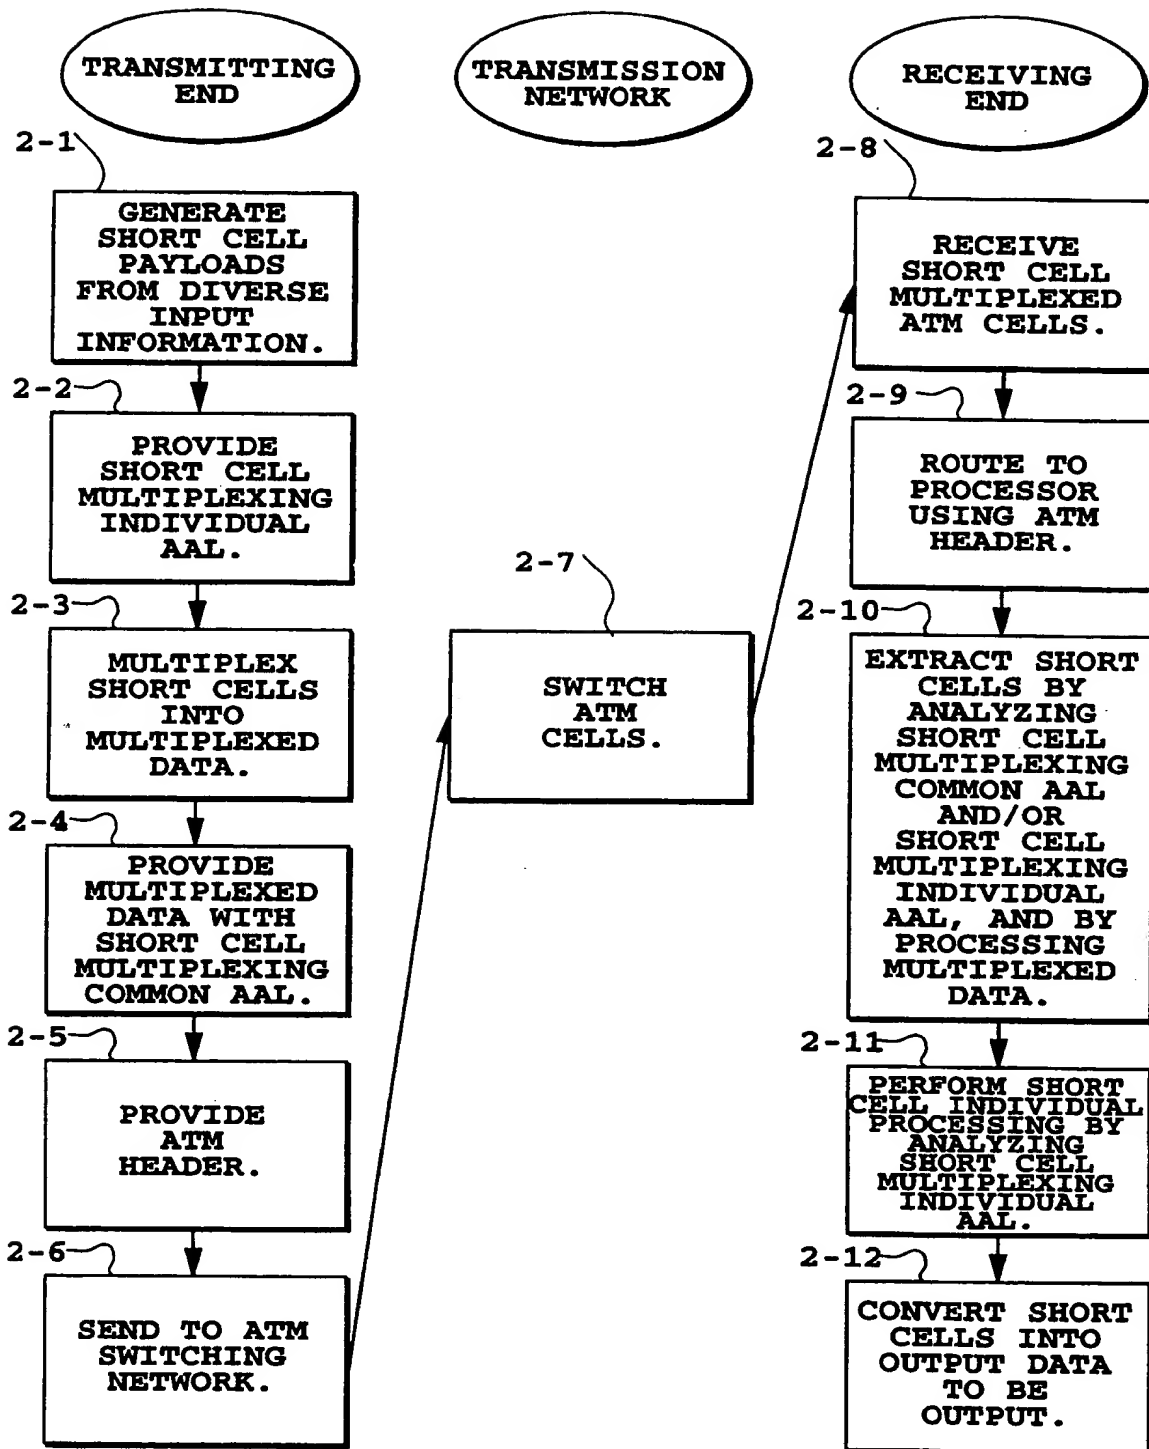 TRANSMITTING
END
2-1
GENERATE
SHORT CELL
PAYLOADS
FROM DIVERSE
INPUT
INFORMATION.
2-2
PROVIDE
SHORT CELL
MULTIPLEXING
INDIVIDUAL
AAL.
2-3
MULTIPLEX
SHORT CELLS
INTO
MULTIPLEXED
DATA.
2-4
PROVIDE
MULTIPLEXED
DATA WITH
SHORT CELL
MULTIPLEXING
COMMON AAL.
2-5
PROVIDE
ATM
HEADER.
2-6
SEND TO ATM
SWITCHING
NETWORK.
TRANSMISSION
NETWORK
2-7
SWITCH
ATM
CELLS.
RECEIVING
END
2-8
RECEIVE
SHORT CELL
MULTIPLEXED
ATM CELLS.
2-9
ROUTE TO
PROCESSOR
USING ATM
HEADER.
2-10
EXTRACT SHORT
CELLS BY
ANALYZING
SHORT CELL
MULTIPLEXING
COMMON AAL
AND/OR
SHORT CELL
MULTIPLEXING
INDIVIDUAL
AAL, AND BY
PROCESSING
MULTIPLEXED
DATA.
2-11
PERFORM SHORT
CELL INDIVIDUAL
PROCESSING BY
ANALYZING
SHORT CELL
MULTIPLEXING
INDIVIDUAL
AAL.
2-12
CONVERT SHORT
CELLS INTO
OUTPUT DATA
TO BE
OUTPUT.